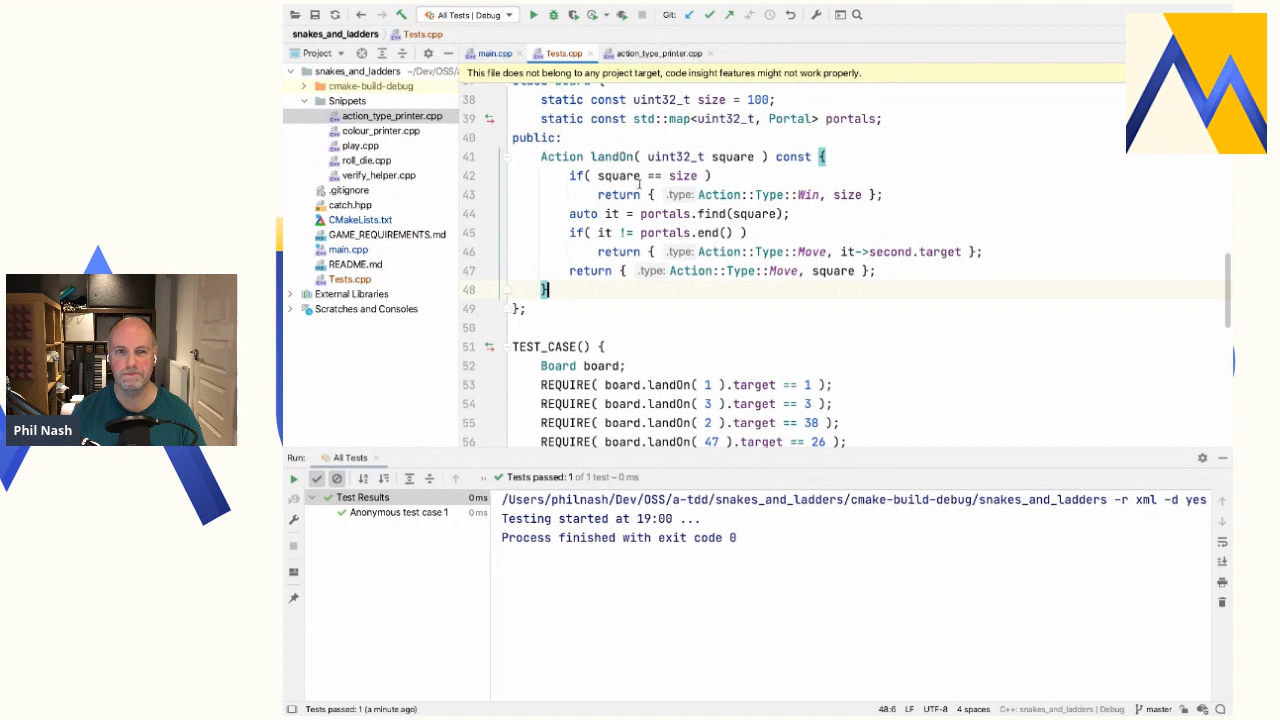 All Tests | Debug
Git:
snakes_and_ladders
Tests.cpp
Project
main.cpp
Tests.cpp
action_type_printer.cpp
snakes_and_ladders ~/Dev/OSS/a
This file does not belong to any project target, code insight features might not work properly.
cmake-build-debug
Snippets
action_type_printer.cpp
colour_printer.cpp
play.cpp
roll_die.cpp
verify_helper.cpp
.gitignore
catch.hpp
CMakeLists.txt
GAME_REQUIREMENTS.md
main.cpp
README.md
Tests.cpp
External Libraries
Scratches and Consoles
38 static const uint32_t size = 100;
39 static const std::map<uint32_t, Portal> portals;
40 public:
41 Action landOn( uint32_t square ) const {
42 if( square == size )
43 return { .type: Action::Type::Win, size };
44 auto it = portals.find(square);
45 if( it != portals.end() )
46 return { .type: Action::Type::Move, it->second.target };
47 return { .type: Action::Type::Move, square };
48 }
49 };
50
51 TEST_CASE() {
52 Board board;
53 REQUIRE( board.landOn( 1 ).target == 1 );
54 REQUIRE( board.landOn( 3 ).target == 3 );
55 REQUIRE( board.landOn( 2 ).target == 38 );
56 REQUIRE( board.landOn( 47 ).target == 26 );
Phil Nash
Run:
All Tests
Tests passed: 1 of 1 test – 0 ms
Test Results 0 ms
Anonymous test case 1 0 ms
/Users/philnash/Dev/OSS/a-tdd/snakes_and_ladders/cmake-build-debug/snakes_and_ladders -r xml -d yes
Testing started at 19:00 ...
Process finished with exit code 0
Tests passed: 1 (a minute ago)
48:6
LF
UTF-8
4 spaces
C++: snakes_and_ladders | Debug
master